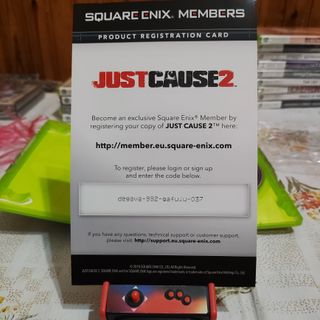 SQUARE ENIX. MEMBERS
PRODUCT REGISTRATION CARD
JUST CAUSE 2™
Become an exclusive Square Enix® Member by
registering your copy of JUST CAUSE 2™ here:
http://member.eu.square-enix.com
To register, please login or sign up
and enter the code below.
If you have any questions, technical support or customer support,
please visit: http://support.eu.square-enix.com